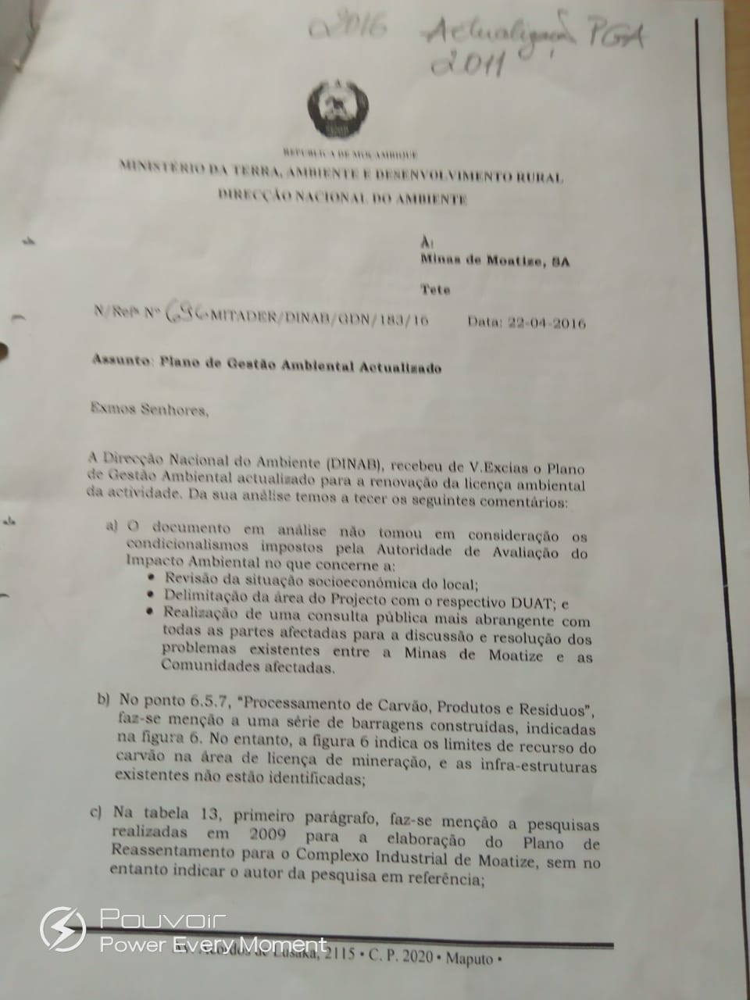 2016 Actualização PGA
2011
REPÚBLICA DE MOÇAMBIQUE
MINISTÉRIO DA TERRA, AMBIENTE E DESENVOLVIMENTO RURAL
DIRECÇÃO NACIONAL DO AMBIENTE
À:
Minas de Moatize, SA
Tete
N/Refª Nº MITADER/DINAB/GDN/183/16 Data: 22-04-2016
Assunto: Plano de Gestão Ambiental Actualizado
Exmos Senhores,
A Direcção Nacional do Ambiente (DINAB), recebeu de V.Excias o Plano
de Gestão Ambiental actualizado para a renovação da licença ambiental
da actividade. Da sua análise temos a tecer os seguintes comentários:
a) O documento em análise não tomou em consideração os
condicionalismos impostos pela Autoridade de Avaliação do
Impacto Ambiental no que concerne a:
• Revisão da situação socioeconómica do local;
• Delimitação da área do Projecto com o respectivo DUAT; e
• Realização de uma consulta pública mais abrangente com
todas as partes afectadas para a discussão e resolução dos
problemas existentes entre a Minas de Moatize e as
Comunidades afectadas.
b) No ponto 6.5.7, “Processamento de Carvão, Produtos e Resíduos”,
faz-se menção a uma série de barragens construídas, indicadas
na figura 6. No entanto, a figura 6 indica os limites de recurso do
carvão na área de licença de mineração, e as infra-estruturas
existentes não estão identificadas;
c) Na tabela 13, primeiro parágrafo, faz-se menção a pesquisas
realizadas em 2009 para a elaboração do Plano de
Reassentamento para o Complexo Industrial de Moatize, sem no
entanto indicar o autor da pesquisa em referência;
Av. Acordos de Lusaka, 2115 • C. P. 2020 • Maputo •
Pouvoir
Power Every Moment